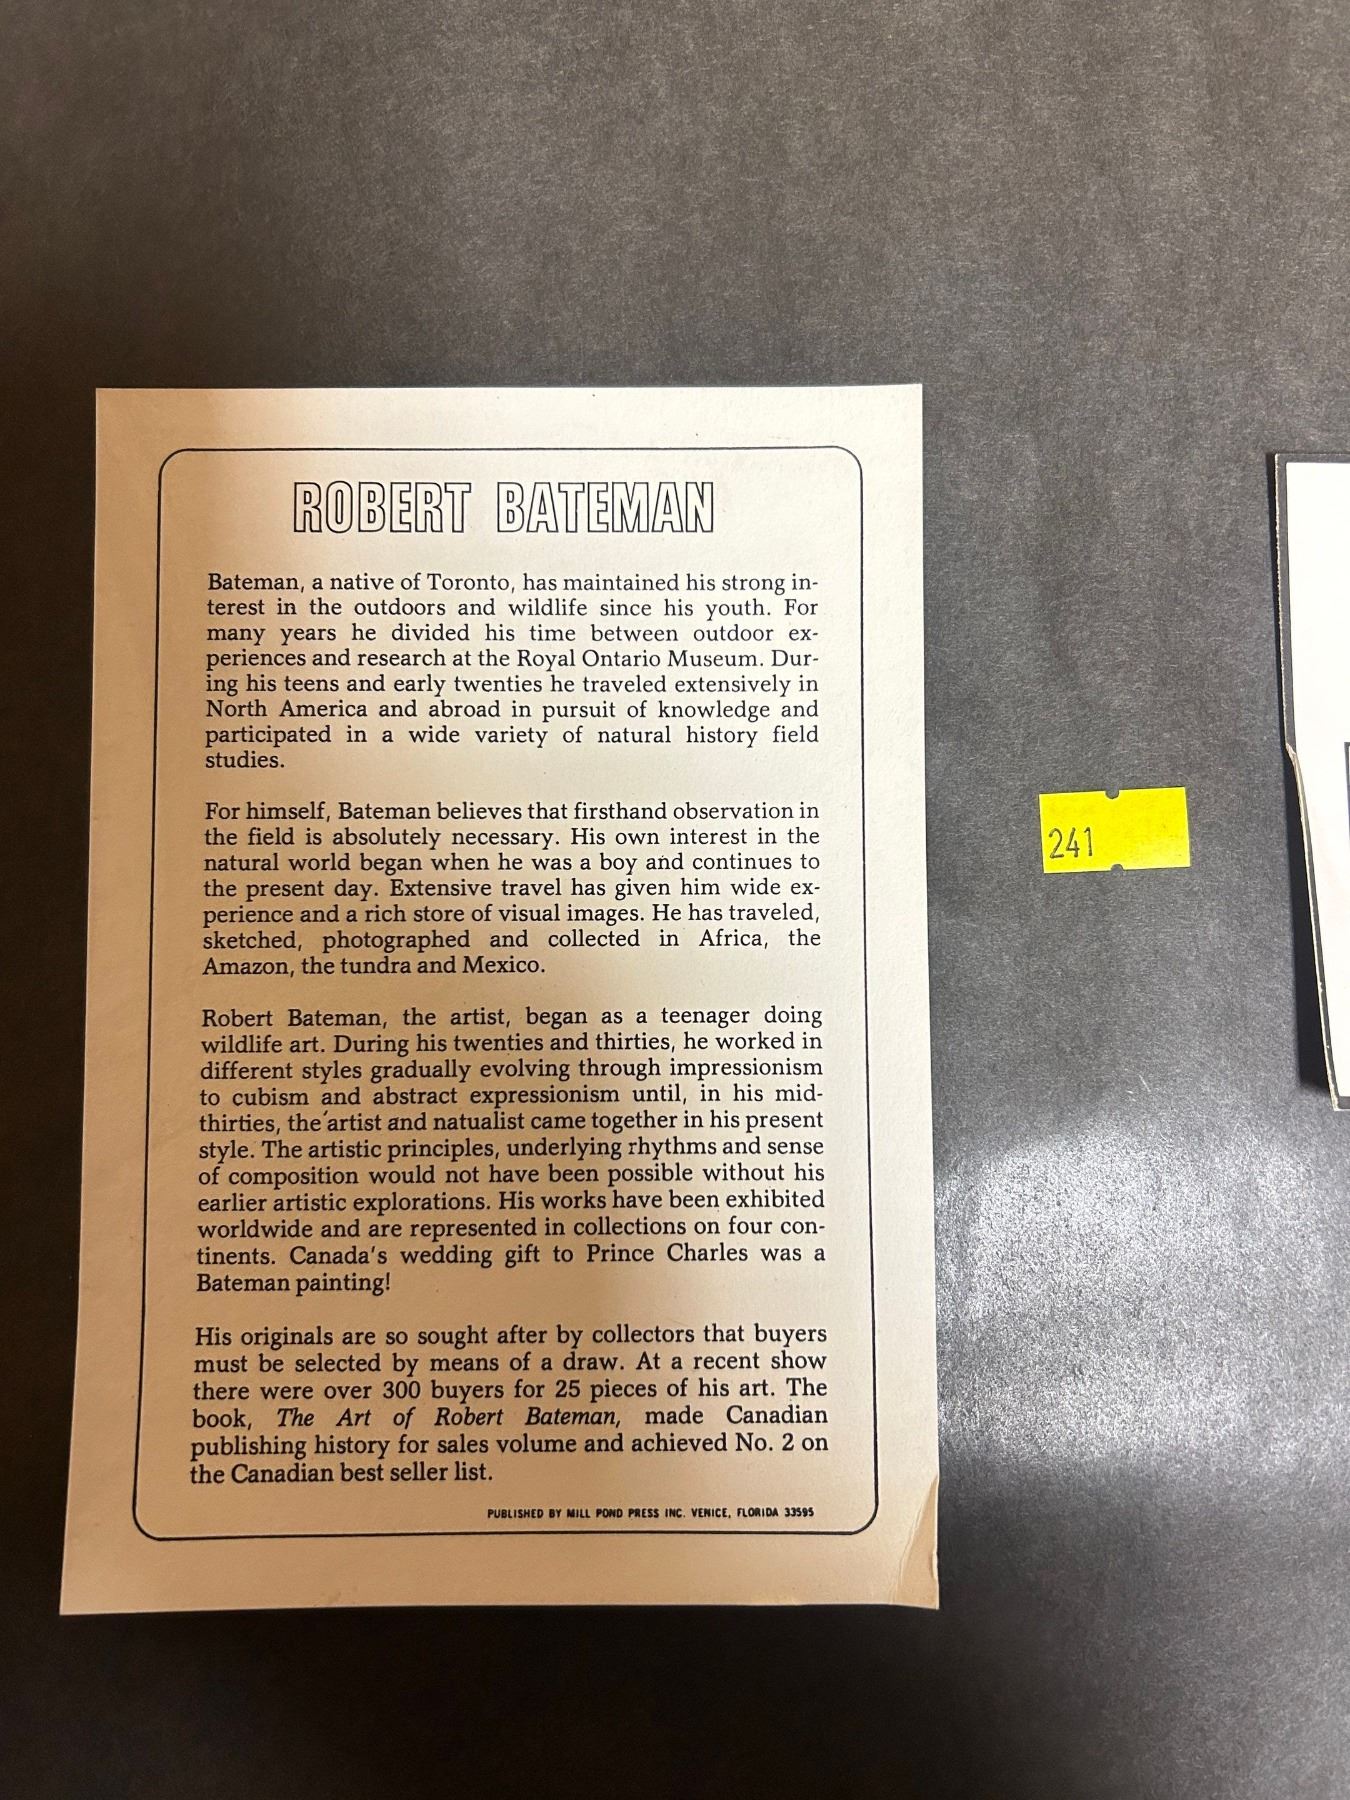 ROBERT BATEMAN
Bateman, a native of Toronto, has maintained his strong in-
terest in the outdoors and wildlife since his youth. For
many years he divided his time between outdoor ex-
periences and research at the Royal Ontario Museum. Dur-
ing his teens and early twenties he traveled extensively in
North America and abroad in pursuit of knowledge and
participated in a wide variety of natural history field
studies.
For himself, Bateman believes that firsthand observation in
the field is absolutely necessary. His own interest in the
natural world began when he was a boy and continues to
the present day. Extensive travel has given him wide ex-
perience and a rich store of visual images. He has traveled,
sketched, photographed and collected in Africa, the
Amazon, the tundra and Mexico.
Robert Bateman, the artist, began as a teenager doing
wildlife art. During his twenties and thirties, he worked in
different styles gradually evolving through impressionism
to cubism and abstract expressionism until, in his mid-
thirties, the artist and natualist came together in his present
style. The artistic principles, underlying rhythms and sense
of composition would not have been possible without his
earlier artistic explorations. His works have been exhibited
worldwide and are represented in collections on four con-
tinents. Canada's wedding gift to Prince Charles was a
Bateman painting!
His originals are so sought after by collectors that buyers
must be selected by means of a draw. At a recent show
there were over 300 buyers for 25 pieces of his art. The
book, The Art of Robert Bateman, made Canadian
publishing history for sales volume and achieved No. 2 on
the Canadian best seller list.
PUBLISHED BY MILL POND PRESS INC. VENICE, FLORIDA 33595
241